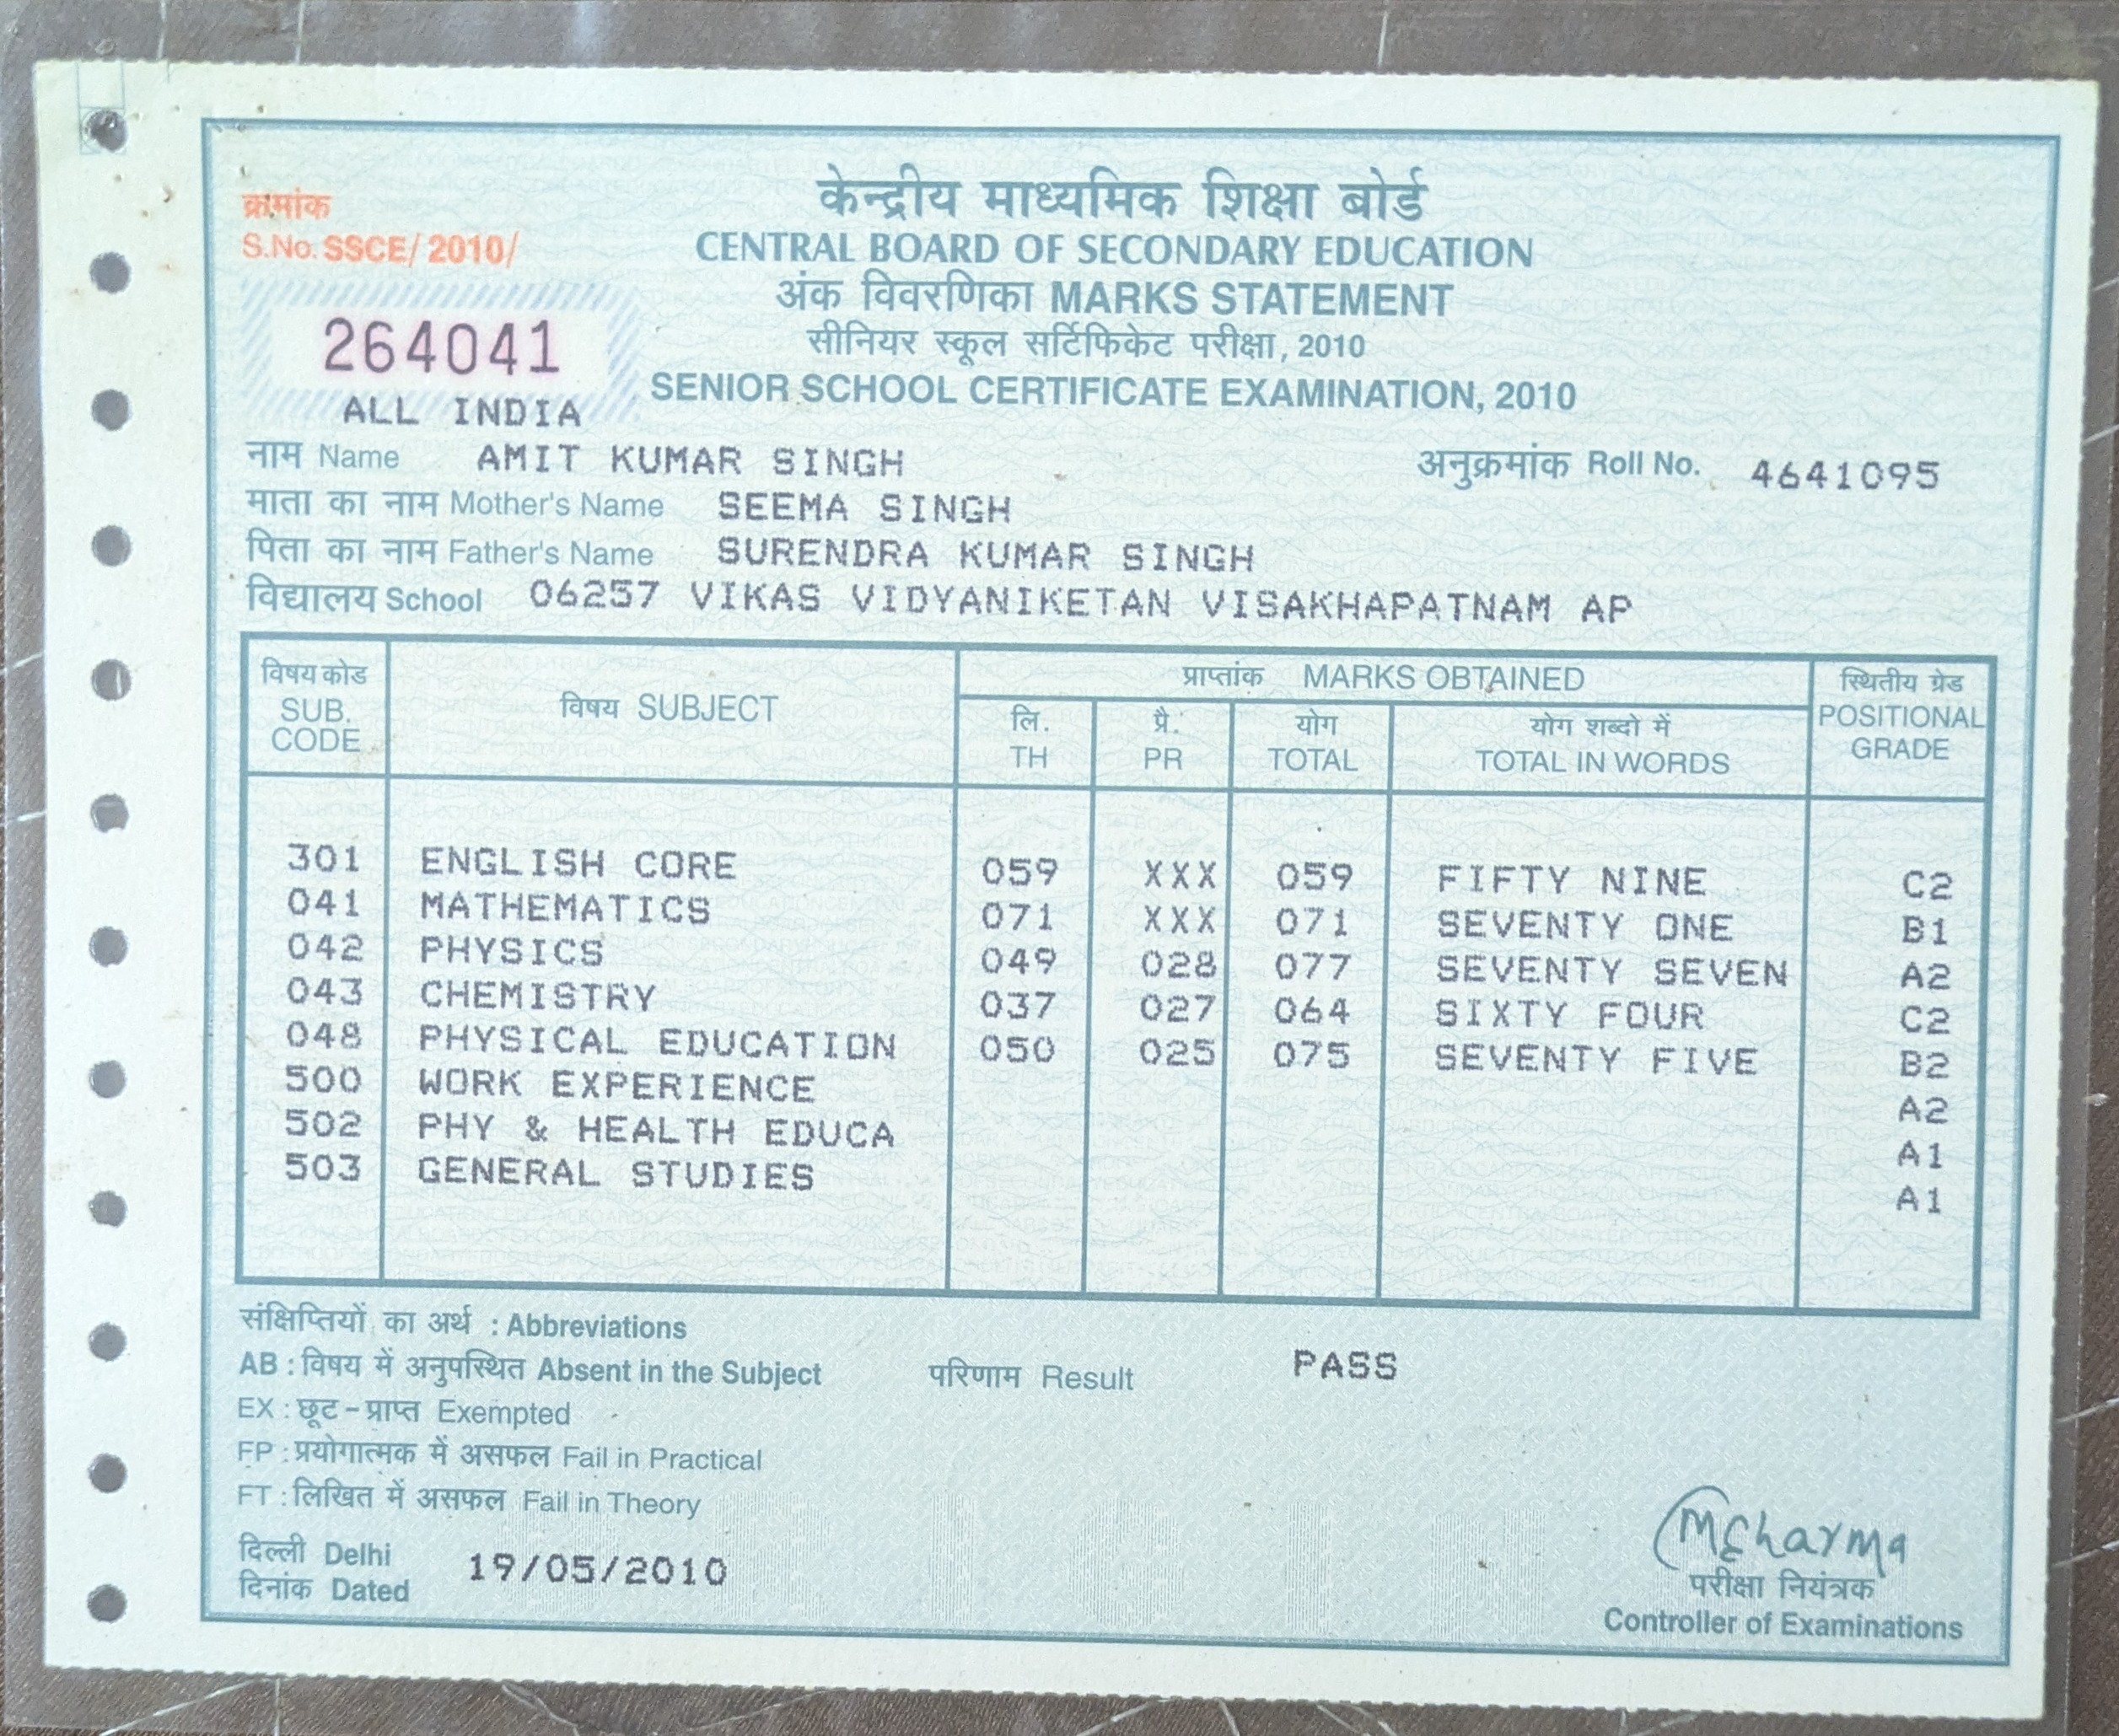 क्रमांक
S.No. SSCE/ 2010/
264041
ALL INDIA
केन्द्रीय माध्यमिक शिक्षा बोर्ड
CENTRAL BOARD OF SECONDARY EDUCATION
अंक विवरणिका MARKS STATEMENT
सीनियर स्कूल सर्टिफिकेट परीक्षा, 2010
SENIOR SCHOOL CERTIFICATE EXAMINATION, 2010
नाम Name AMIT KUMAR SINGH अनुक्रमांक Roll No. 4641095
माता का नाम Mother's Name SEEMA SINGH
पिता का नाम Father's Name SURENDRA KUMAR SINGH
विद्यालय School 06257 VIKAS VIDYANIKETAN VISAKHAPATNAM AP
विषय कोड SUB. CODE विषय SUBJECT प्राप्तांक MARKS OBTAINED स्थितीय ग्रेड POSITIONAL GRADE
लि. TH प्रै. PR योग TOTAL योग शब्दो में TOTAL IN WORDS
301 ENGLISH CORE 059 XXX 059 FIFTY NINE C2
041 MATHEMATICS 071 XXX 071 SEVENTY ONE B1
042 PHYSICS 049 028 077 SEVENTY SEVEN A2
043 CHEMISTRY 037 027 064 SIXTY FOUR C2
048 PHYSICAL EDUCATION 050 025 075 SEVENTY FIVE B2
500 WORK EXPERIENCE A2
502 PHY & HEALTH EDUCA A1
503 GENERAL STUDIES A1
संक्षिप्तियों का अर्थ : Abbreviations
AB : विषय में अनुपस्थित Absent in the Subject परिणाम Result PASS
EX : छूट - प्राप्त Exempted
FP : प्रयोगात्मक में असफल Fail in Practical
FT : लिखित में असफल Fail in Theory
दिल्ली Delhi
दिनांक Dated 19/05/2010
MSharma
परीक्षा नियंत्रक
Controller of Examinations